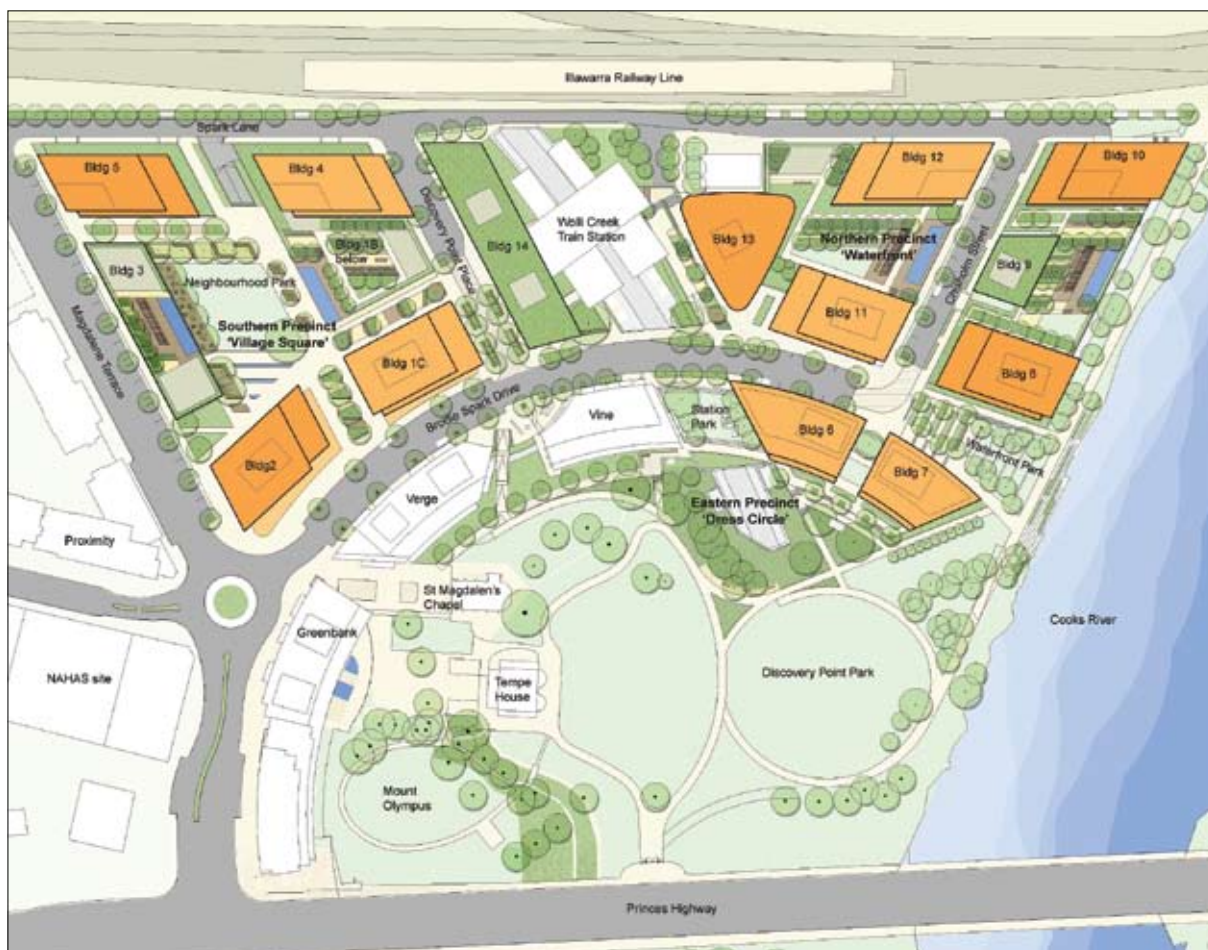 Illawarra Railway Line
Spark Lane
Bldg 5
Bldg 4
Discovery Point Place
Bldg 14
Wolli Creek
Train Station
Bldg 13
Bldg 12
Bldg 10
Northern Precinct
'Waterfront'
Chisholm Street
Bldg 9
Bldg 3
Bldg 1B
below
Neighbourhood Park
Magdalene Terrace
Southern Precinct
'Village Square'
Bldg 11
Bldg 1C
Bldg 8
Brodie Spark Drive
Vine
Station
Park
Bldg 6
Waterfront Park
Bldg2
Bldg 7
Verge
Eastern Precinct
'Dress Circle'
Proximity
St Magdalen's
Chapel
Greenbank
Cooks River
NAHAS site
Tempe
House
Discovery Point Park
Mount
Olympus
Princes Highway